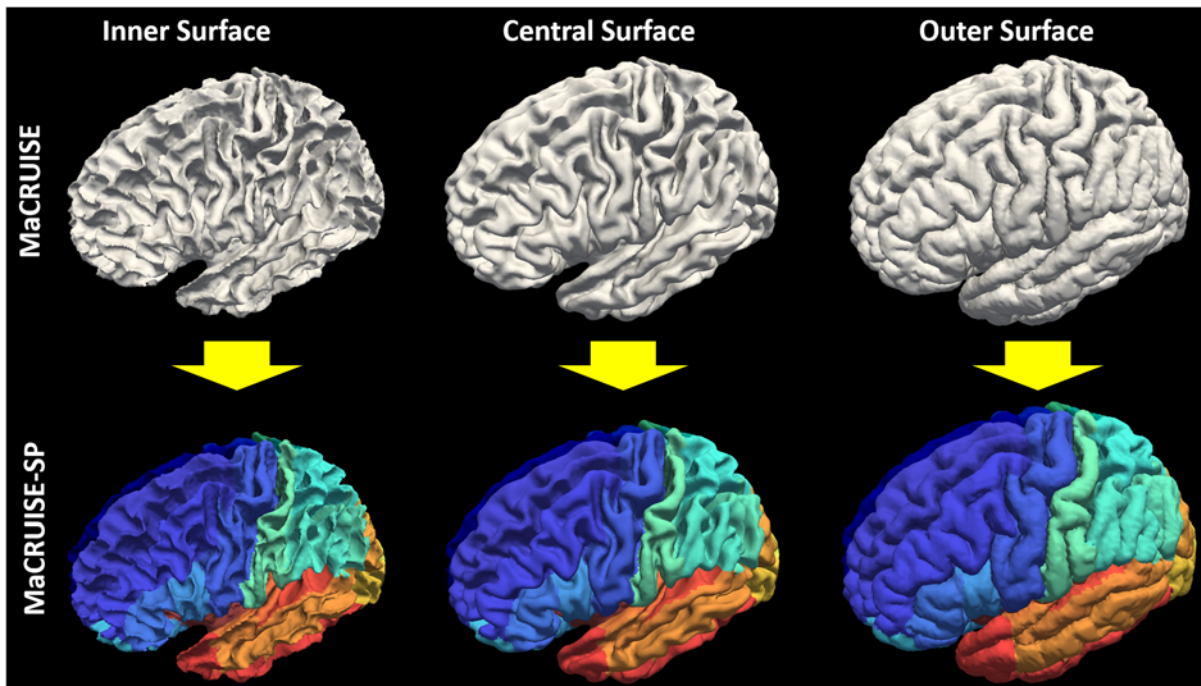 Inner Surface
Central Surface
Outer Surface
MaCRUISE
MaCRUISE-SP